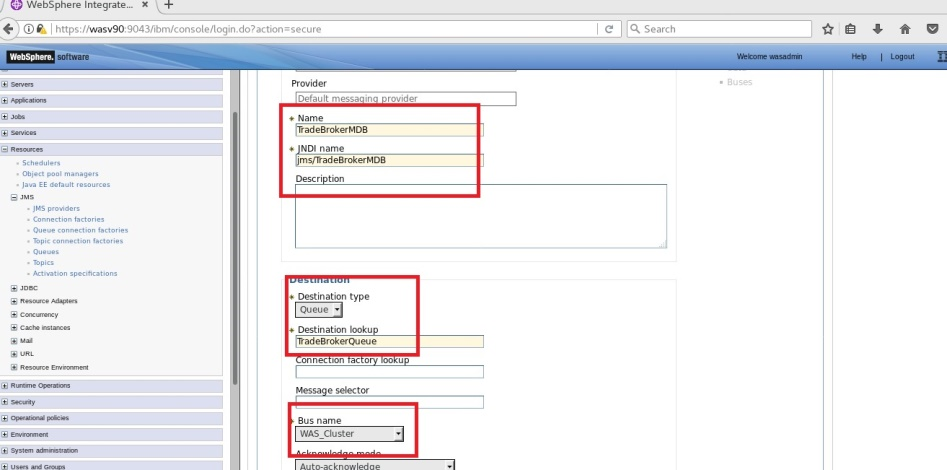 WebSphere Integrate...
https://wasv90:9043/ibm/console/login.do?action=secure
Search
WebSphere. software
Welcome wasadmin
Help | Logout
Servers
Applications
Jobs
Services
Resources
Schedulers
Object pool managers
Java EE default resources
JMS
JMS providers
Connection factories
Queue connection factories
Topic connection factories
Queues
Topics
Activation specifications
JDBC
Resource Adapters
Concurrency
Cache instances
Mail
URL
Resource Environment
Runtime Operations
Security
Operational policies
Environment
System administration
Users and Groups
Provider
Default messaging provider
Name
TradeBrokerMDB
JNDI name
jms/TradeBrokerMDB
Description
Destination
Destination type
Queue
Destination lookup
TradeBrokerQueue
Connection factory lookup
Message selector
Bus name
WAS_Cluster
Acknowledge mode
Auto-acknowledge
Buses